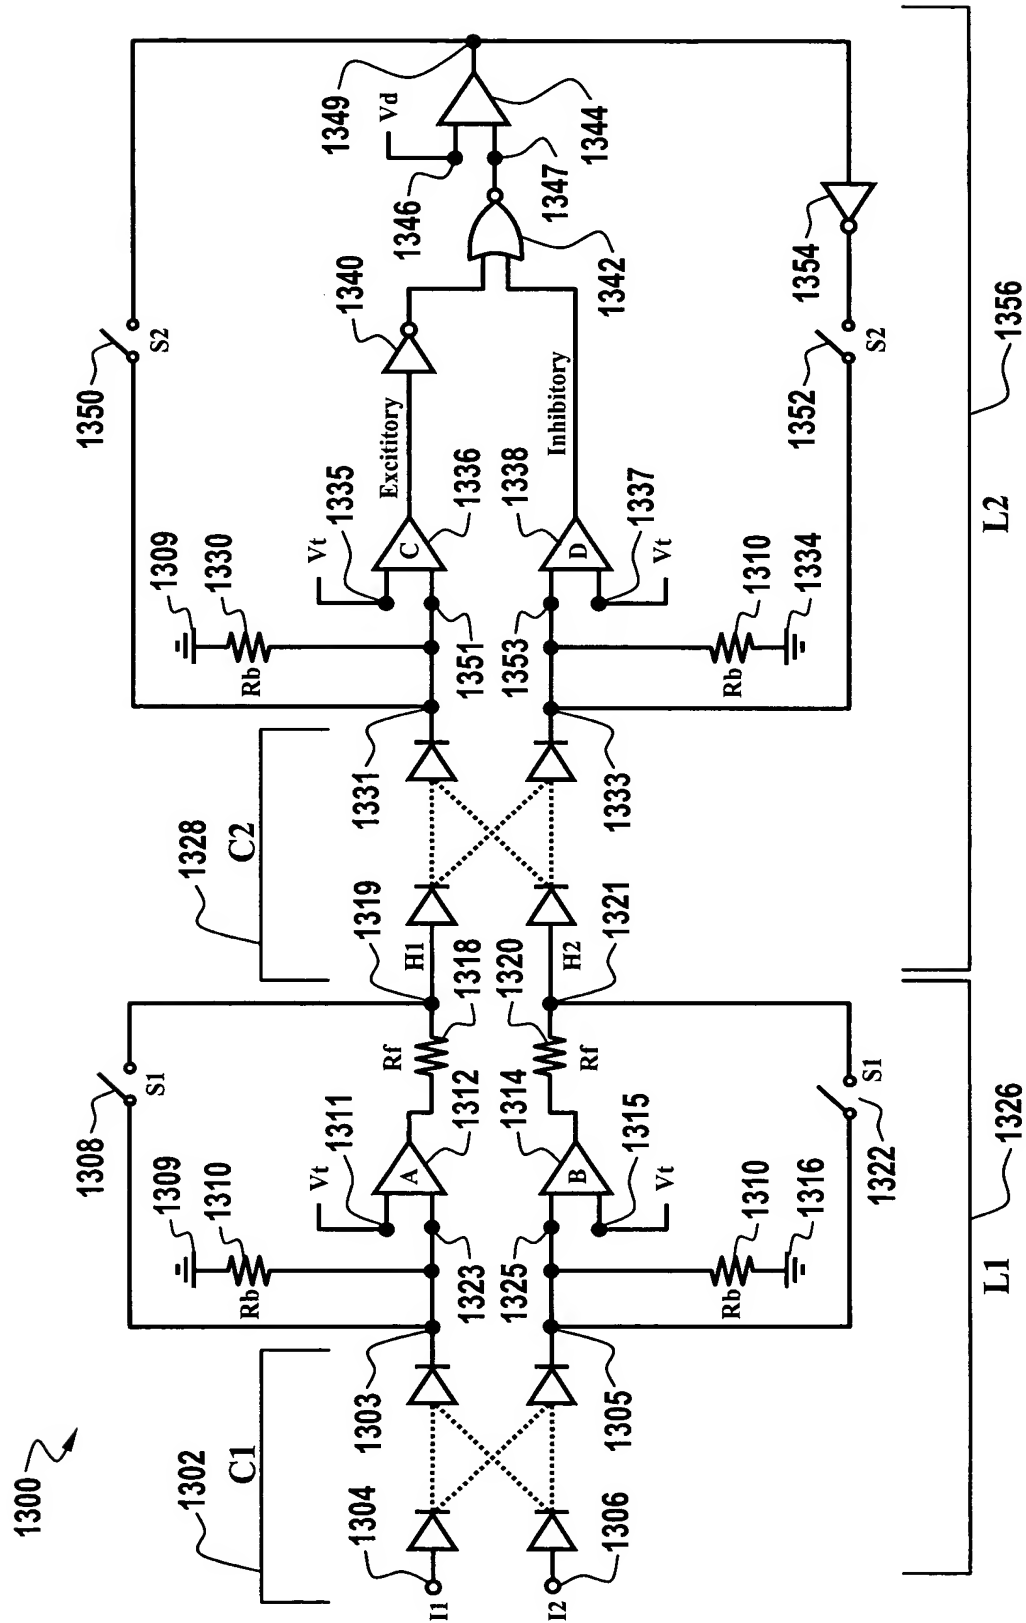 1300
1302
C1
1304
I1
1306
I2
1303
1305
1308
S1
1309
1310
Rb
Vt
1311
A
1312
1323
1325
B
1314
1315
Vt
Rb
1310
1316
S1
1322
Rf
1318
1320
Rf
1319
H1
H2
1321
L1
1326
1328
C2
1331
1333
1350
S2
1309
1330
Rb
Vt
1335
C
1336
1351
1353
D
1338
1337
Vt
Rb
1310
1334
Excititory
Inhibitory
1340
1342
1346
Vd
1347
1344
1349
1352
S2
1354
L2
1356